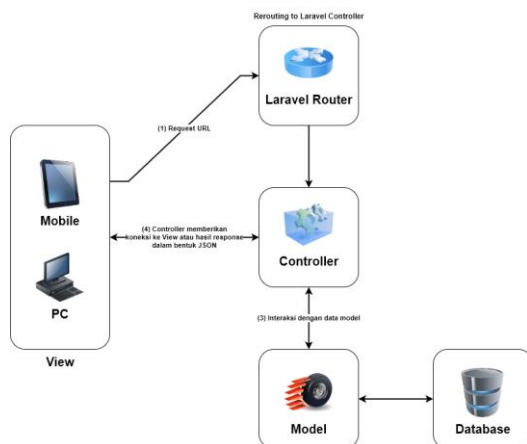 Rerouting to Laravel Controller
Laravel Router
(1) Request URL
Mobile
(4) Controller memberikan
koneksi ke View atau hasil response
dalam bentuk JSON
Controller
PC
(3) Interaksi dengan data model
View
Model
Database